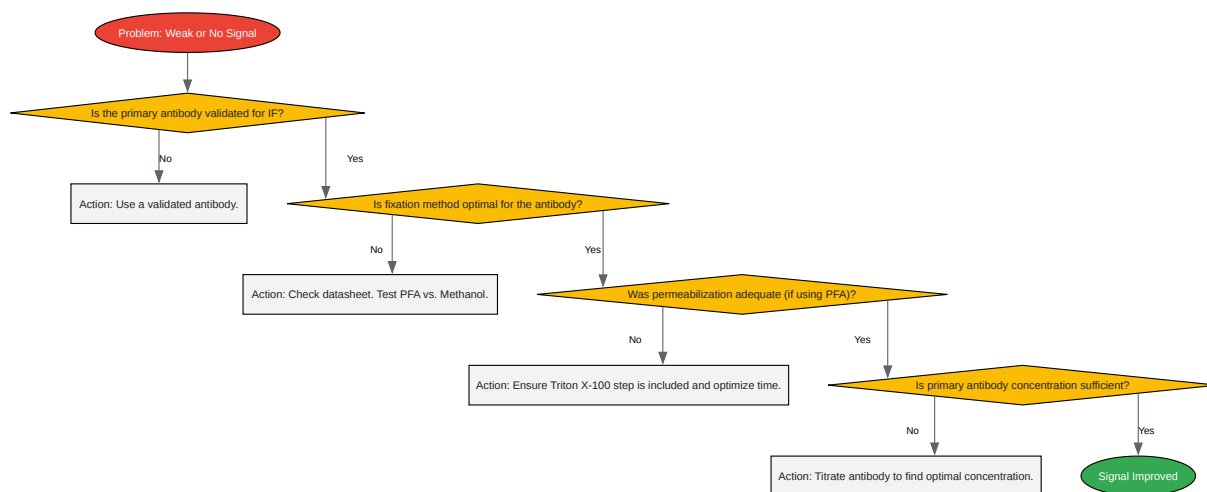 Problem: Weak or No Signal
Is the primary antibody validated for IF?
No
Yes
Action: Use a validated antibody.
Is fixation method optimal for the antibody?
No
Yes
Action: Check datasheet. Test PFA vs. Methanol.
Was permeabilization adequate (if using PFA)?
No
Yes
Action: Ensure Triton X-100 step is included and optimize time.
Is primary antibody concentration sufficient?
No
Yes
Action: Titrate antibody to find optimal concentration.
Signal Improved